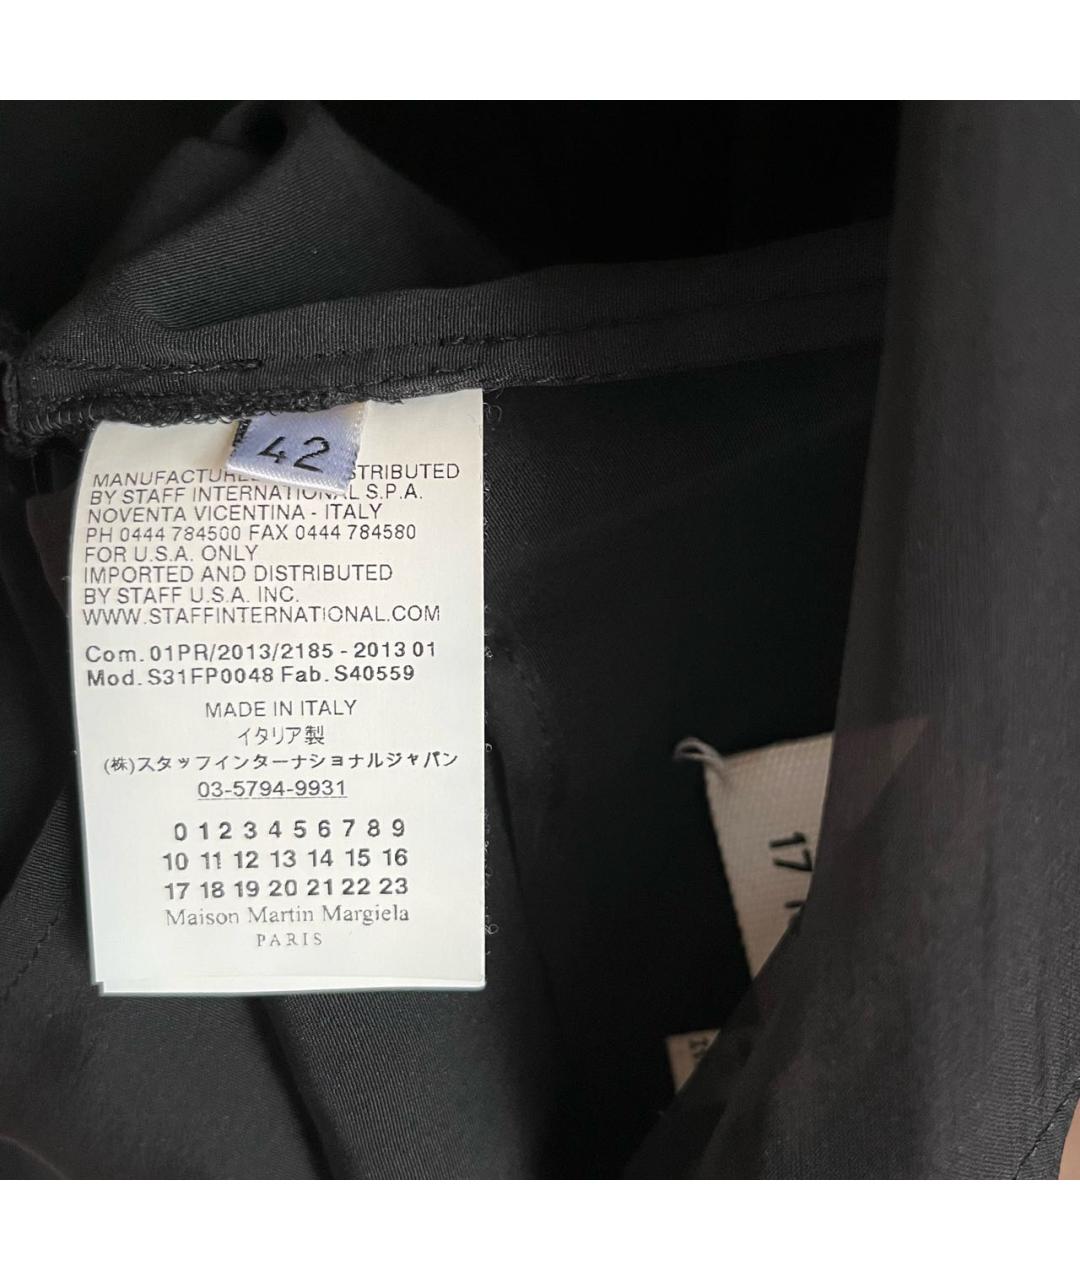 42
MANUFACTURED
BY STAFF INTERNATIONAL S.P.A.
NOVENTA VICENTINA - ITALY
PH 0444 784500 FAX 0444 784580
FOR U.S.A. ONLY
IMPORTED AND DISTRIBUTED
BY STAFF U.S.A. INC.
WWW.STAFFINTERNATIONAL.COM
Com. 01PR/2013/2185 - 2013 01
Mod. S31FP0048 Fab. S40559
MADE IN ITALY
イタリア製
(株)スタッフインターナショナルジャパン
03-5794-9931
0 1 2 3 4 5 6 7 8 9
10 11 12 13 14 15 16
17 18 19 20 21 22 23
Maison Martin Margiela
PARIS
17